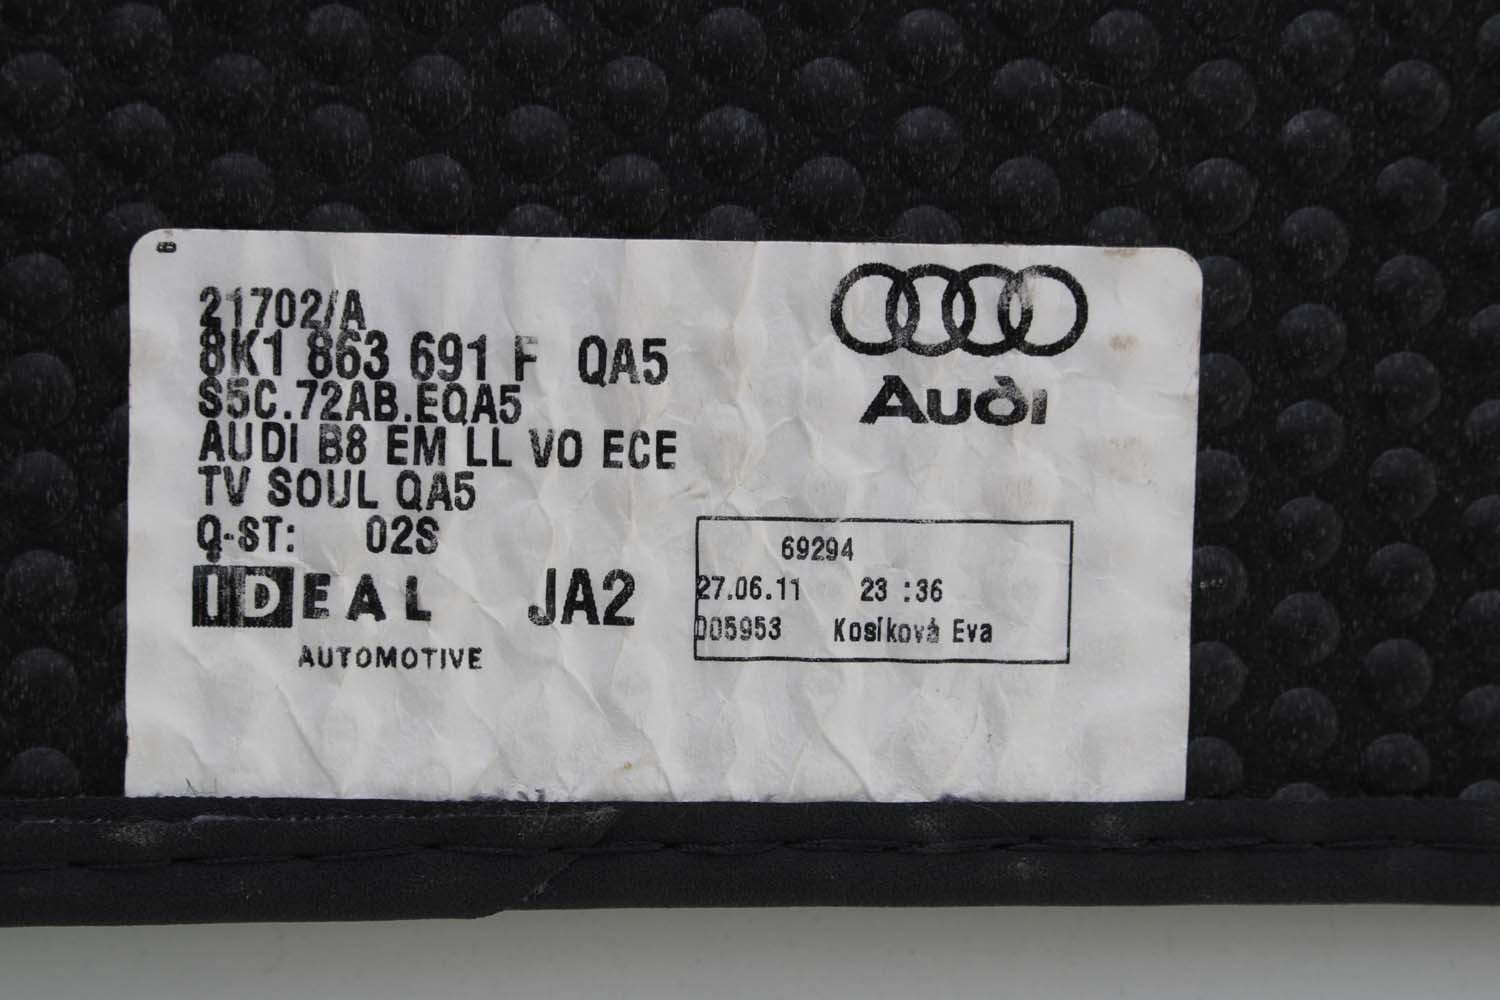 21702/A
8K1 863 691 F QA5
S5C.72AB.EQA5
AUDI B8 EM LL VO ECE
TV SOUL QA5
Q-ST: 02S
IDEAL JA2
AUTOMOTIVE
Audi
69294
27.06.11 23 :36
005953 Kosíková Eva